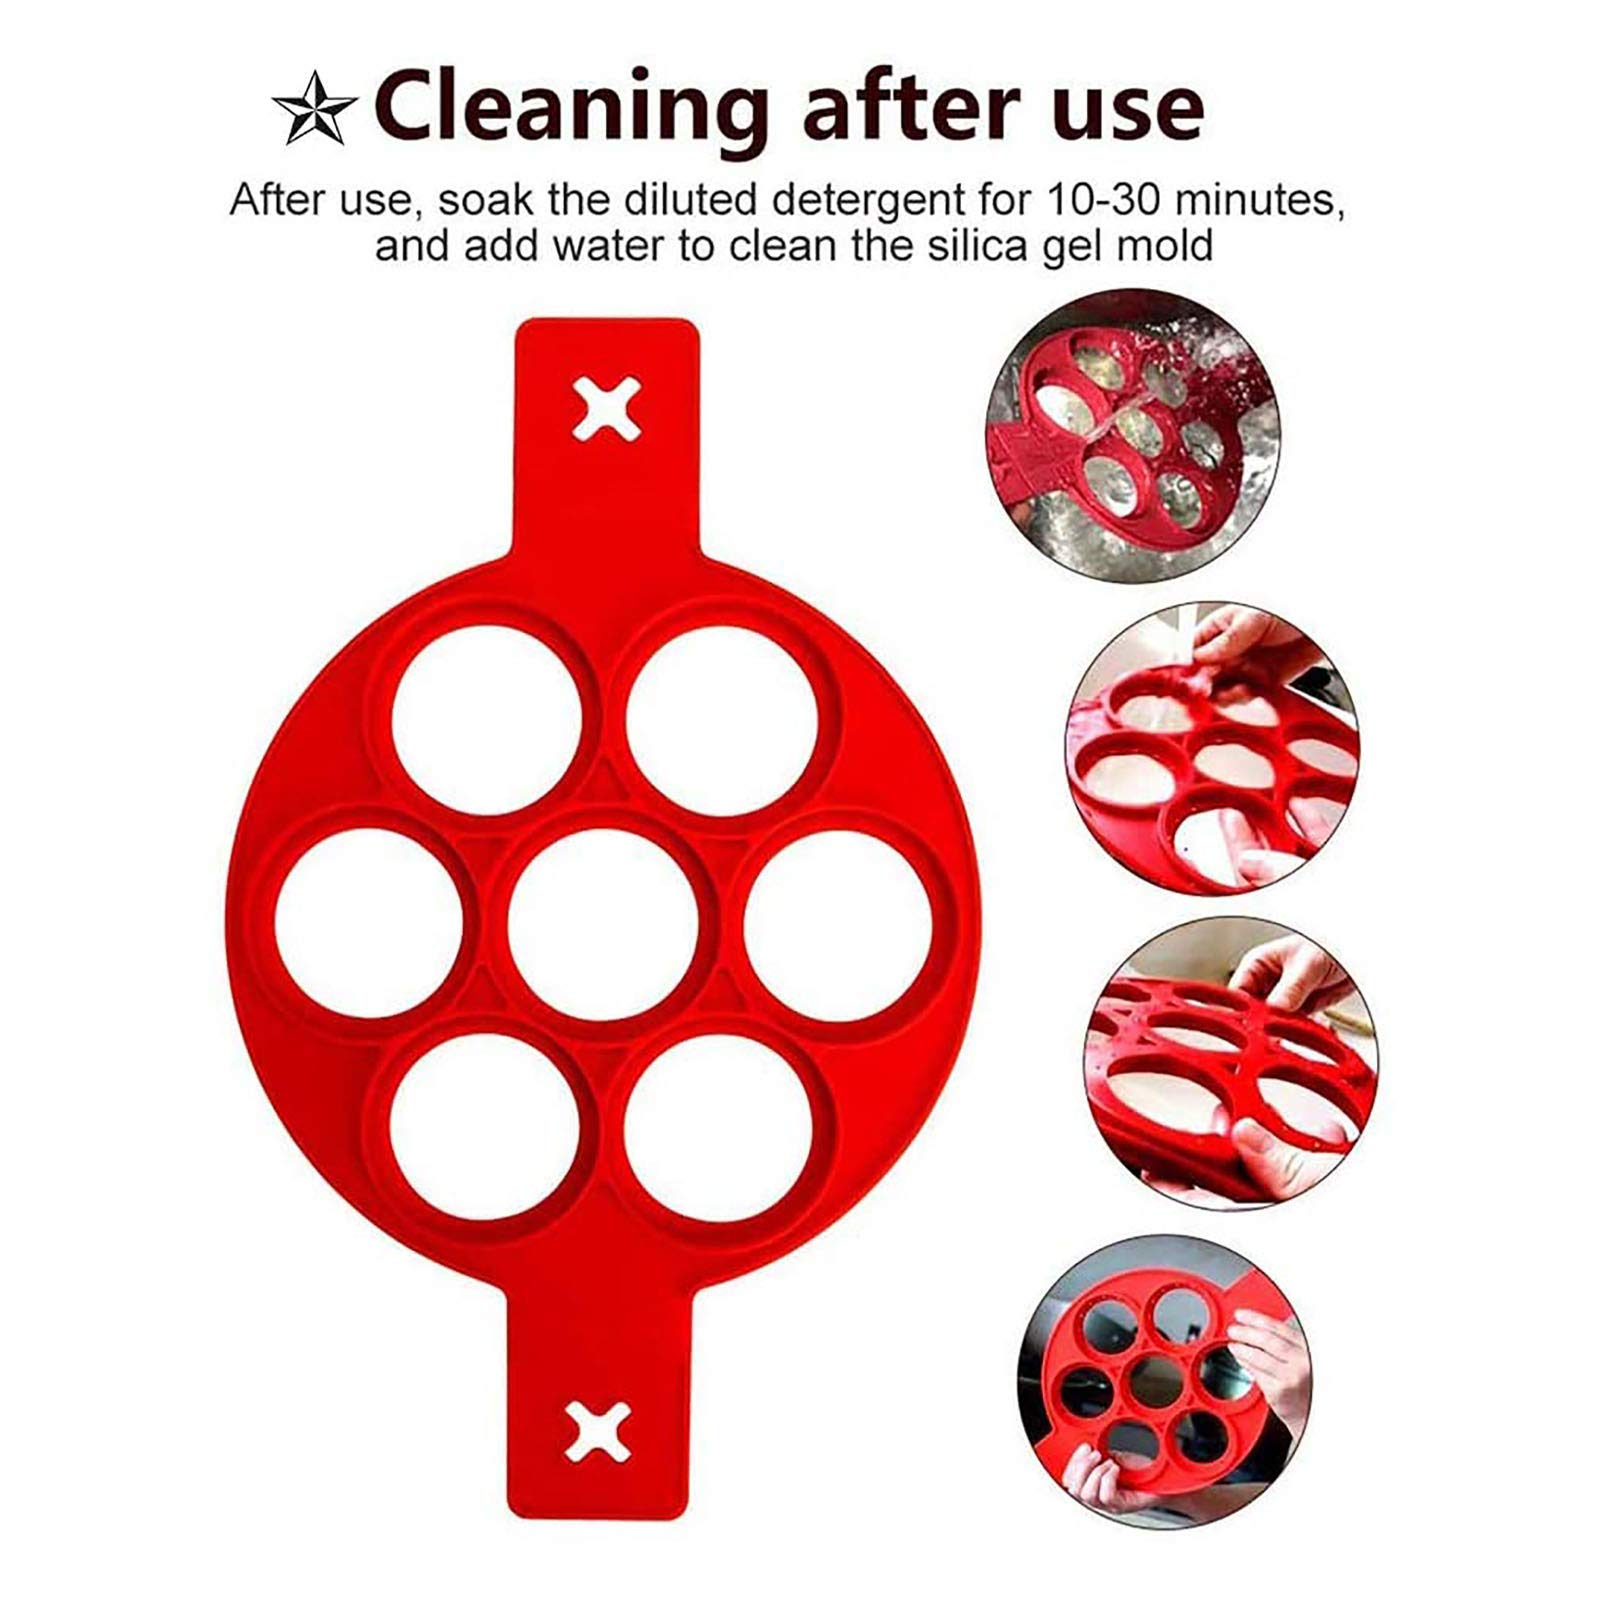 Cleaning after use
After use, soak the diluted detergent for 10-30 minutes,
and add water to clean the silica gel mold